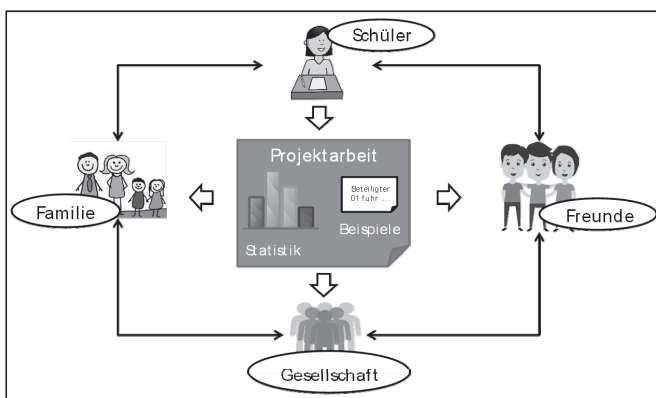 Schüler
Projektarbeit
Beteiligter
01 fuhr ....
Beispiele
Statistik
Familie
Freunde
Gesellschaft